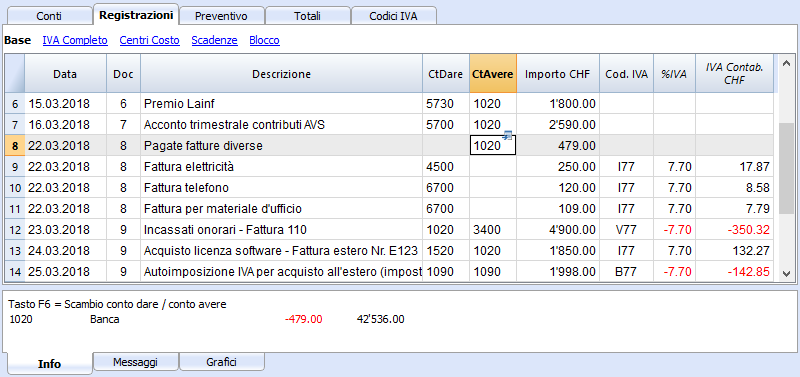 Conti Registrazioni Preventivo Totali Codici IVA
Base IVA Completo Centri Costo Scadenze Blocco
Data Doc Descrizione CtDare CtAvere Importo CHF Cod. IVA %IVA IVA Contab. CHF
6 15.03.2018 6 Premio Lainf 5730 1020 1'800.00
7 16.03.2018 7 Acconto trimestrale contributi AVS 5700 1020 2'590.00
8 22.03.2018 8 Pagate fatture diverse 1020 479.00
9 22.03.2018 8 Fattura elettricità 4500 250.00 I77 7.70 17.87
10 22.03.2018 8 Fattura telefono 6700 120.00 I77 7.70 8.58
11 22.03.2018 8 Fattura per materiale d'ufficio 6700 109.00 I77 7.70 7.79
12 23.03.2018 9 Incassati onorari - Fattura 110 1020 3400 4'900.00 V77 -7.70 -350.32
13 24.03.2018 9 Acquisto licenza software - Fattura estero Nr. E123 1520 1020 1'850.00 I77 7.70 132.27
14 25.03.2018 9 Autoimposizione IVA per acquisto all'estero (impost 1090 1090 1'998.00 B77 -7.70 -142.85
Tasto F6 = Scambio conto dare / conto avere
1020 Banca -479.00 42'536.00
Info Messaggi Grafici